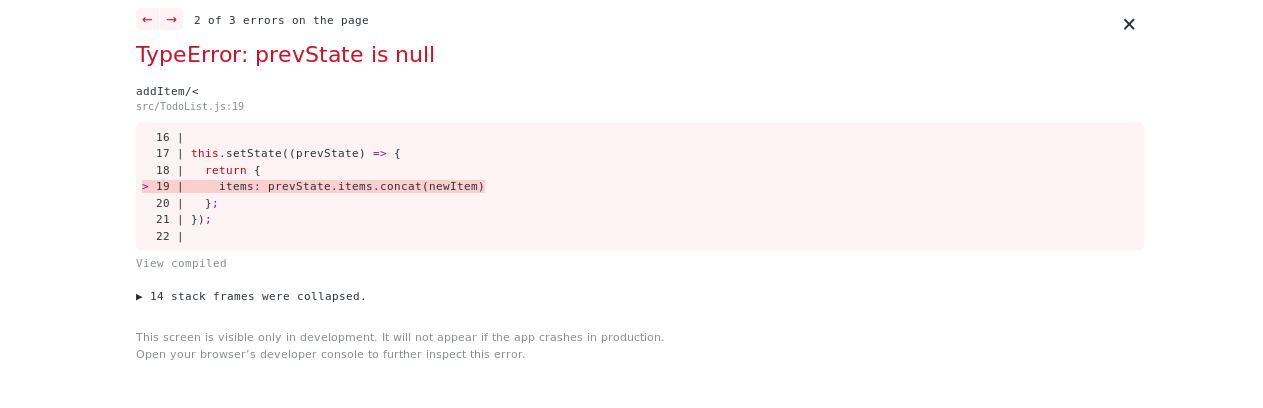 ← → 2 of 3 errors on the page ×
TypeError: prevState is null
addItem/<
src/TodoList.js:19
  16 |
  17 | this.setState((prevState) => {
  18 |   return {
> 19 |     items: prevState.items.concat(newItem)
  20 |   };
  21 | });
  22 |
View compiled
▶ 14 stack frames were collapsed.
This screen is visible only in development. It will not appear if the app crashes in production.
Open your browser’s developer console to further inspect this error.